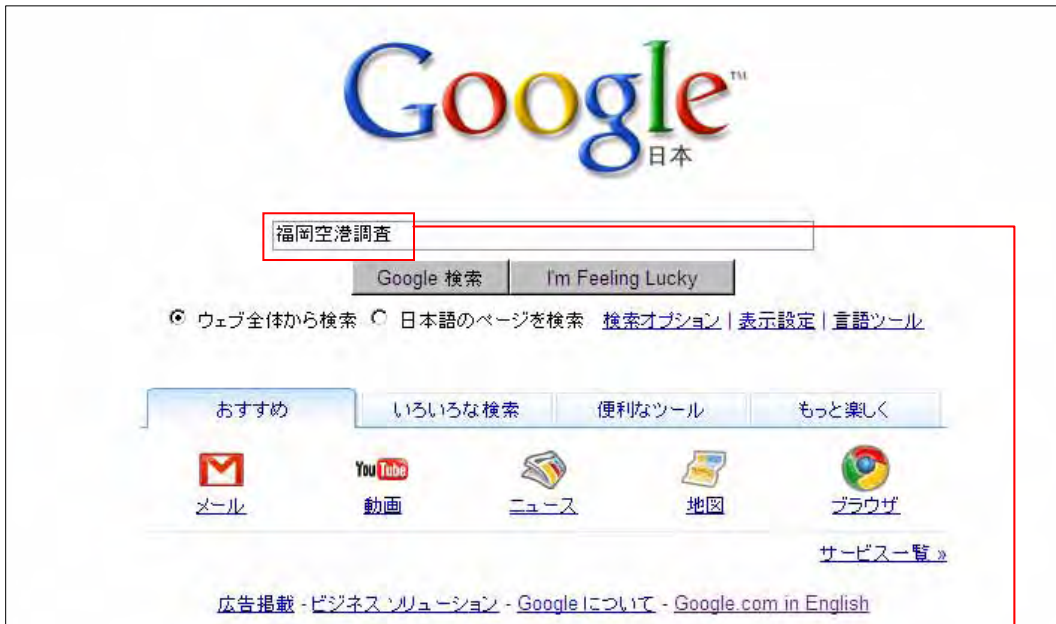 Google™
日本
福岡空港調査
Google 検索 I'm Feeling Lucky
ウェブ全体から検索 日本語のページを検索 検索オプション | 表示設定 | 言語ツール
おすすめ いろいろな検索 便利なツール もっと楽しく
You Tube
メール 動画 ニュース 地図 ブラウザ
サービス一覧 »
広告掲載 - ビジネス ソリューション - Google について - Google.com in English